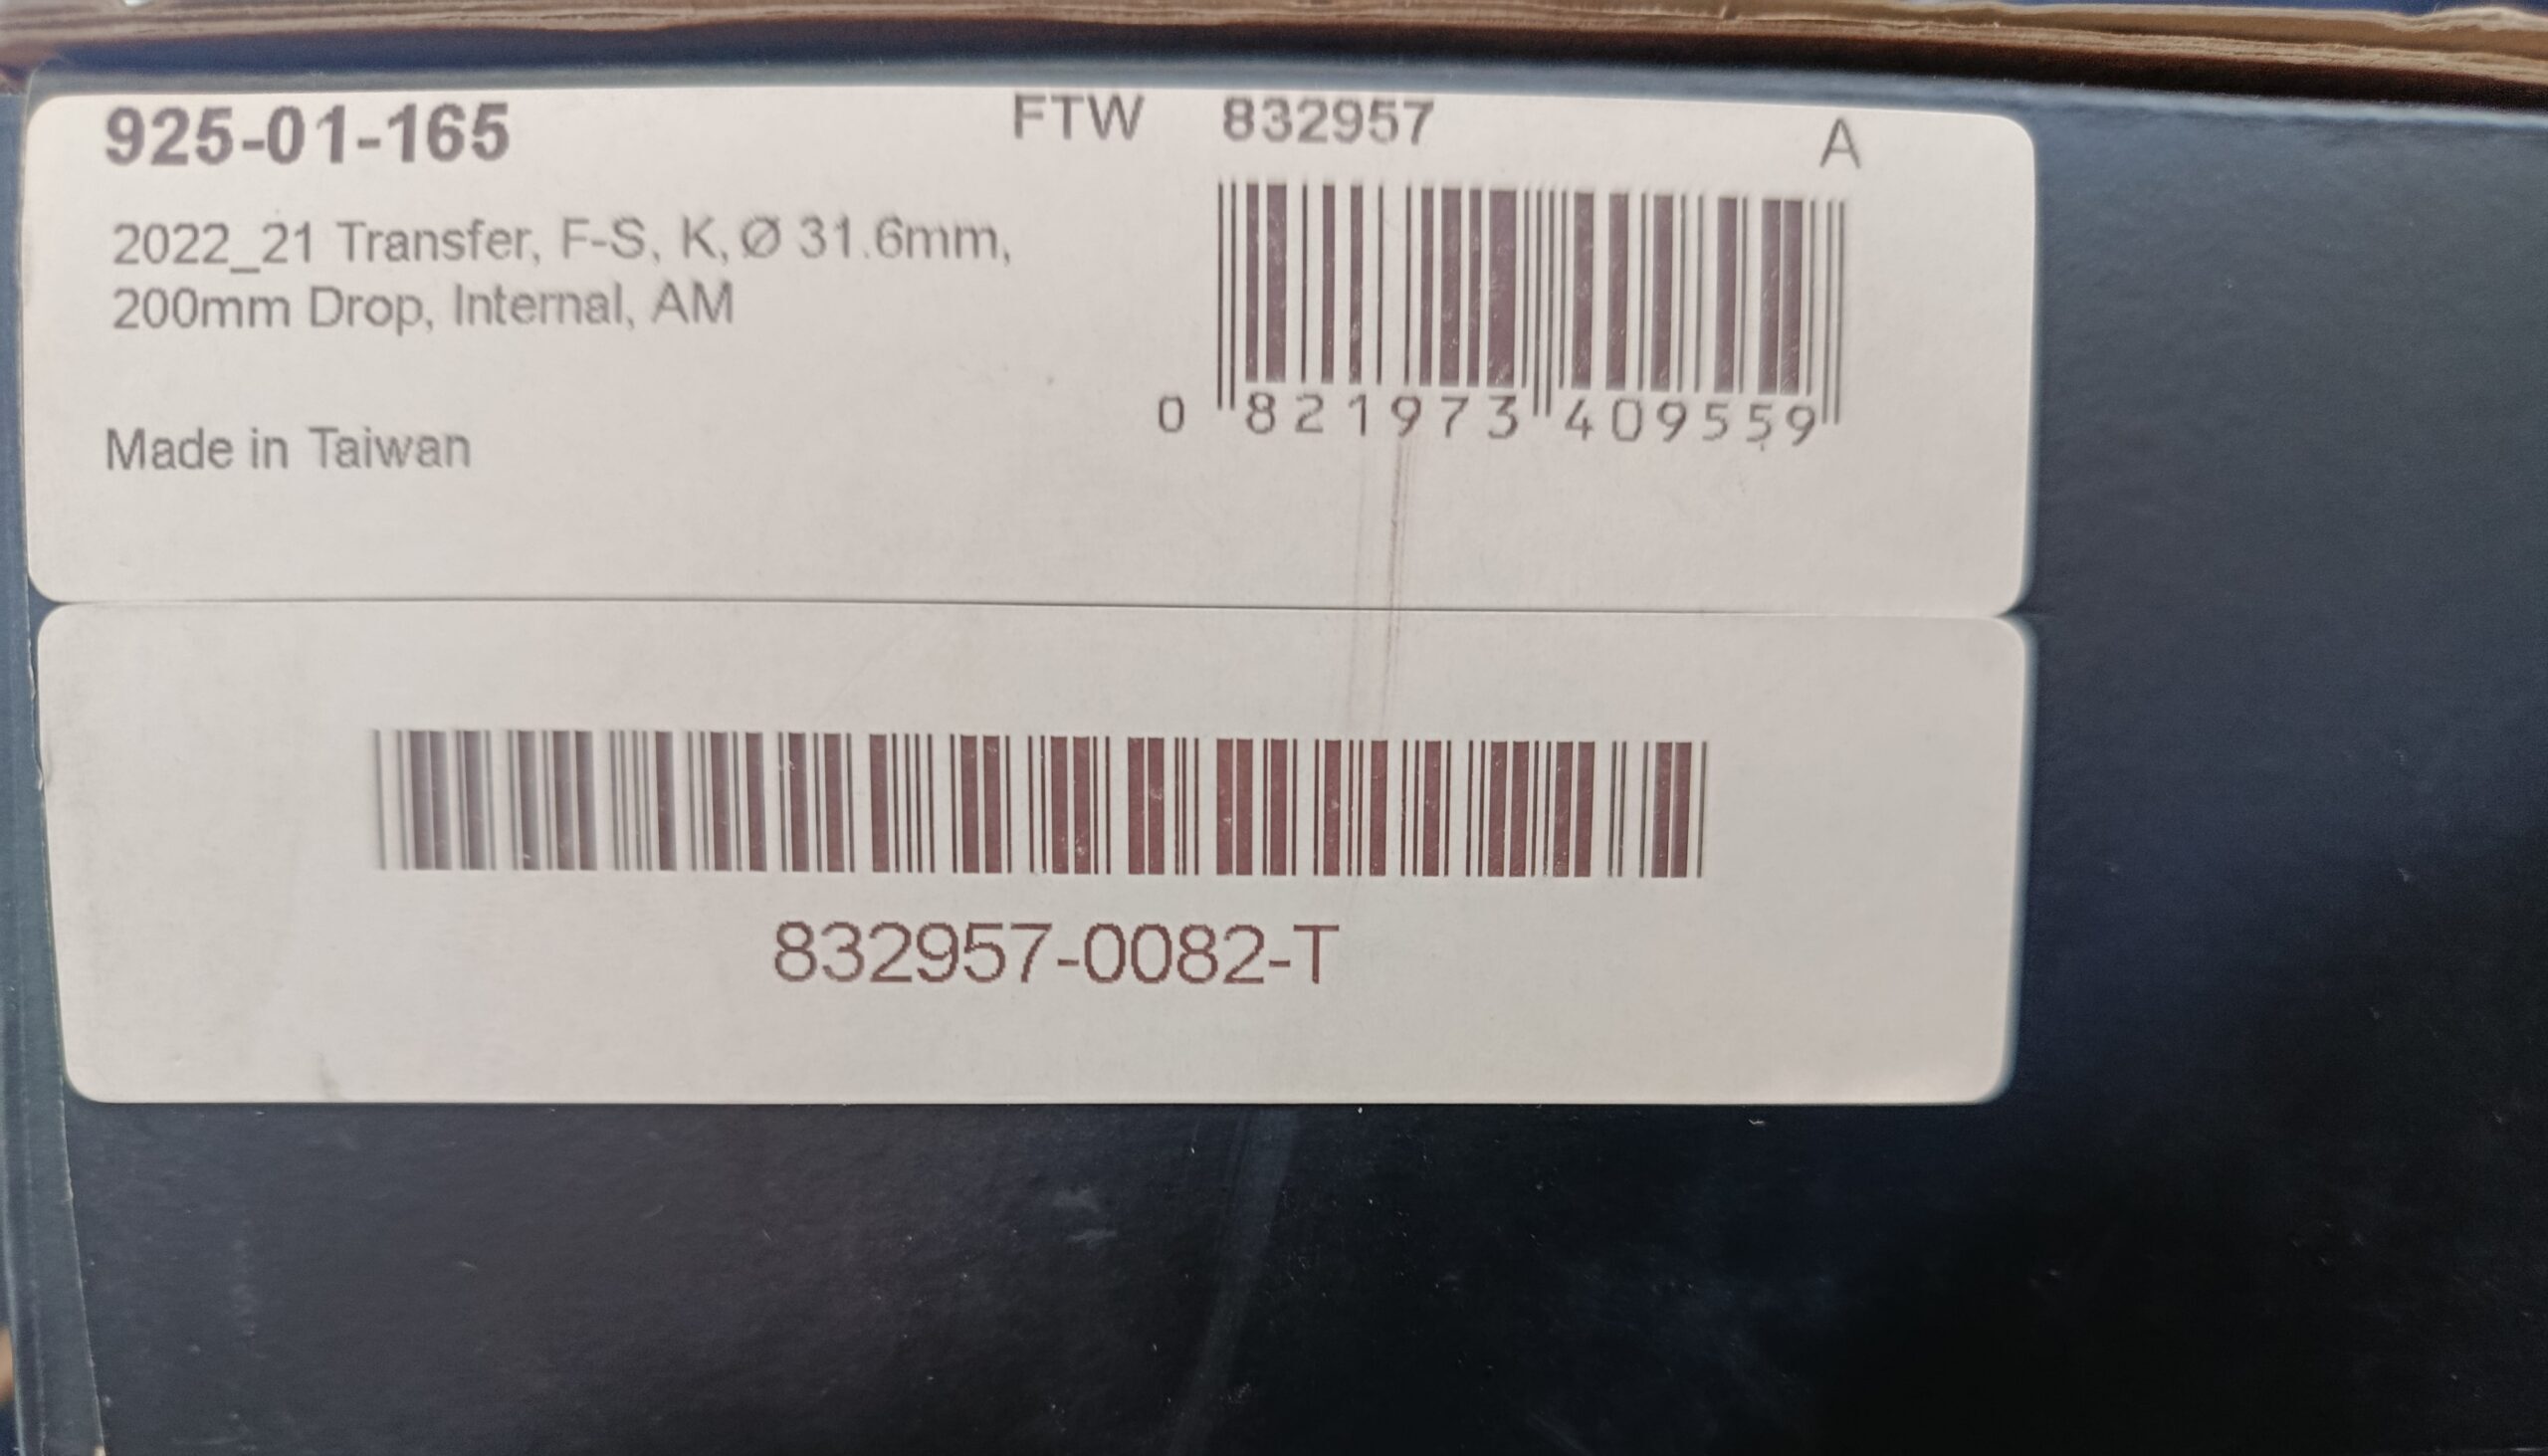 925-01-165
FTW 832957
A
2022_21 Transfer, F-S, K, Ø 31.6mm,
200mm Drop, Internal, AM
0 821973 409559
Made in Taiwan
832957-0082-T